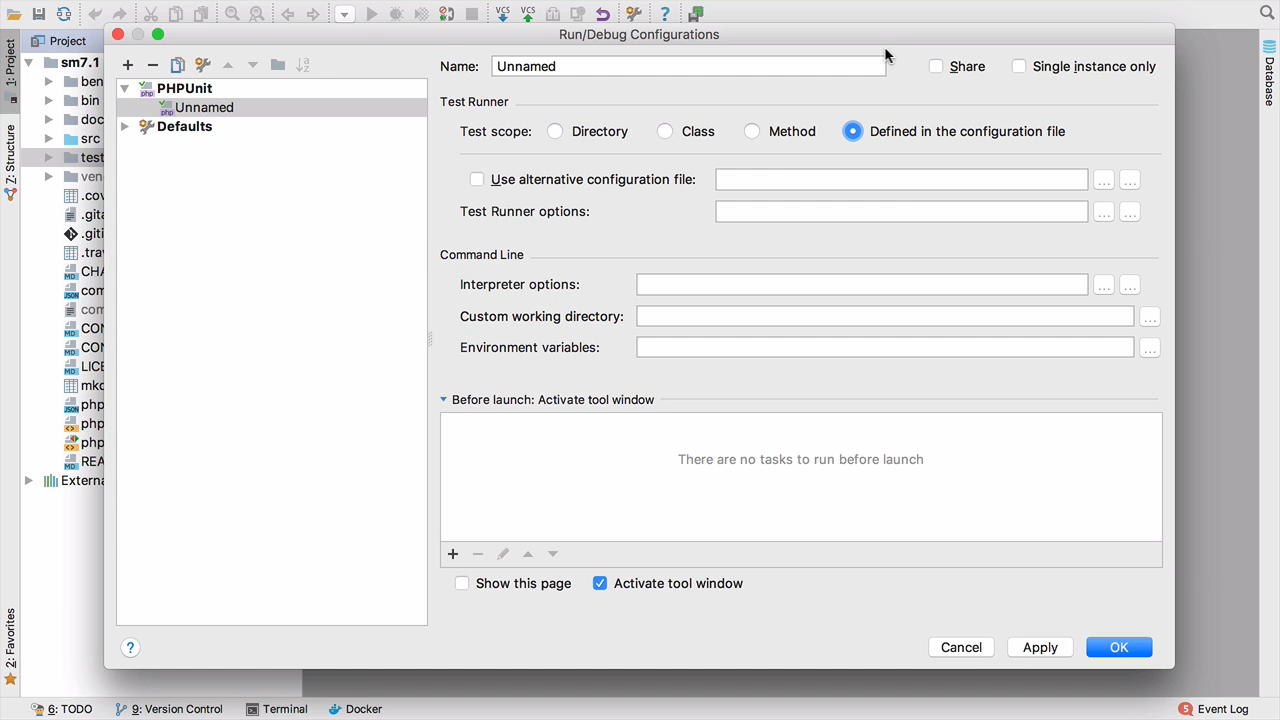 Run/Debug Configurations
VCS VCS
1: Project
Z: Structure
2: Favorites
Project
sm7.1
ben
bin
doc
src
test
ven
.cov
.gita
.giti
.trav
CHA
com
com
CON
CON
LICE
mkc
php
php
php
REA
Externa
PHPUnit
Unnamed
Defaults
Name: Unnamed
Share
Single instance only
Test Runner
Test scope: Directory Class Method Defined in the configuration file
Use alternative configuration file:
Test Runner options:
Command Line
Interpreter options:
Custom working directory:
Environment variables:
Before launch: Activate tool window
There are no tasks to run before launch
Show this page
Activate tool window
? Cancel Apply OK
Database
6: TODO 9: Version Control Terminal Docker 5 Event Log